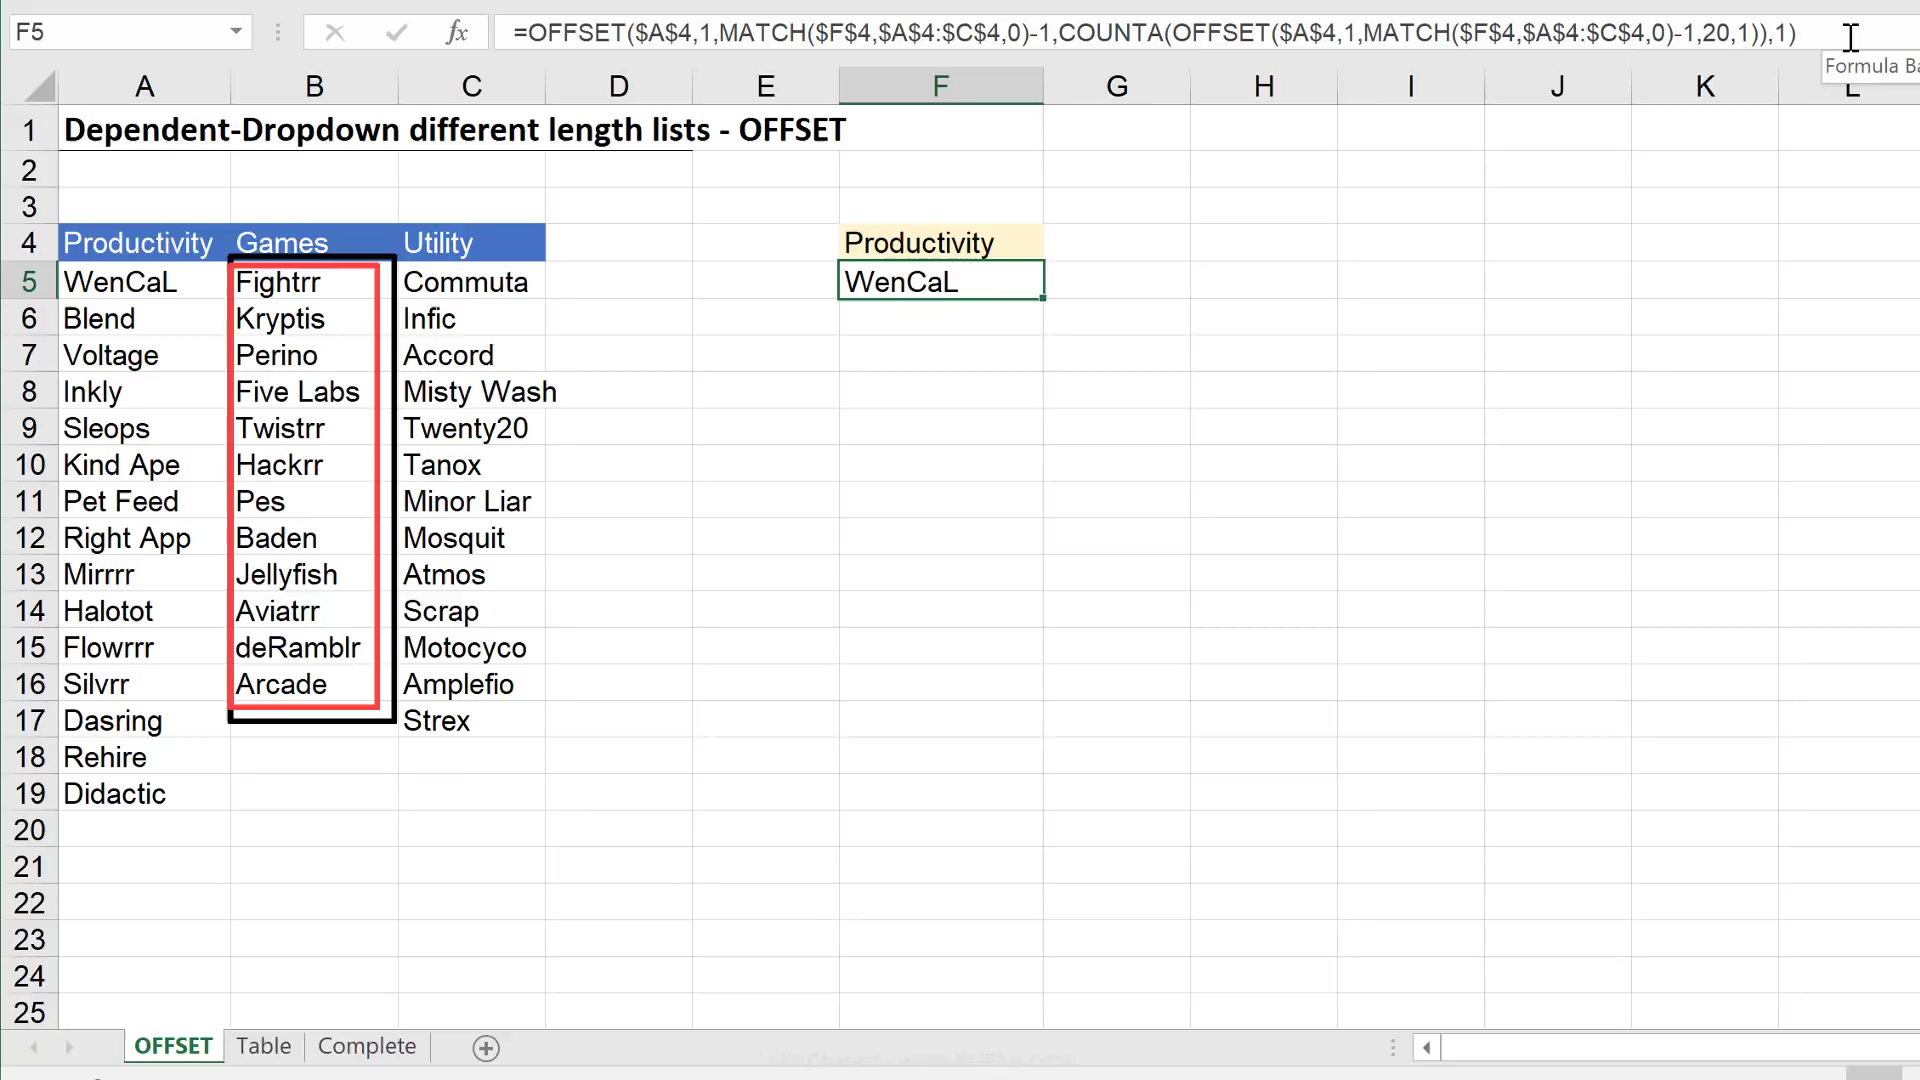 F5 fx =OFFSET($A$4,1,MATCH($F$4,$A$4:$C$4,0)-1,COUNTA(OFFSET($A$4,1,MATCH($F$4,$A$4:$C$4,0)-1,20,1)),1)
Formula Ba
A B C D E F G H I J K L
1 Dependent-Dropdown different length lists - OFFSET
2
3
4 Productivity Games Utility Productivity
5 WenCaL Fightrr Commuta WenCaL
6 Blend Kryptis Infic
7 Voltage Perino Accord
8 Inkly Five Labs Misty Wash
9 Sleops Twistrr Twenty20
10 Kind Ape Hackrr Tanox
11 Pet Feed Pes Minor Liar
12 Right App Baden Mosquit
13 Mirrrr Jellyfish Atmos
14 Halotot Aviatrr Scrap
15 Flowrrr deRamblr Motocyco
16 Silvrr Arcade Amplefio
17 Dasring Strex
18 Rehire
19 Didactic
20
21
22
23
24
25
OFFSET Table Complete